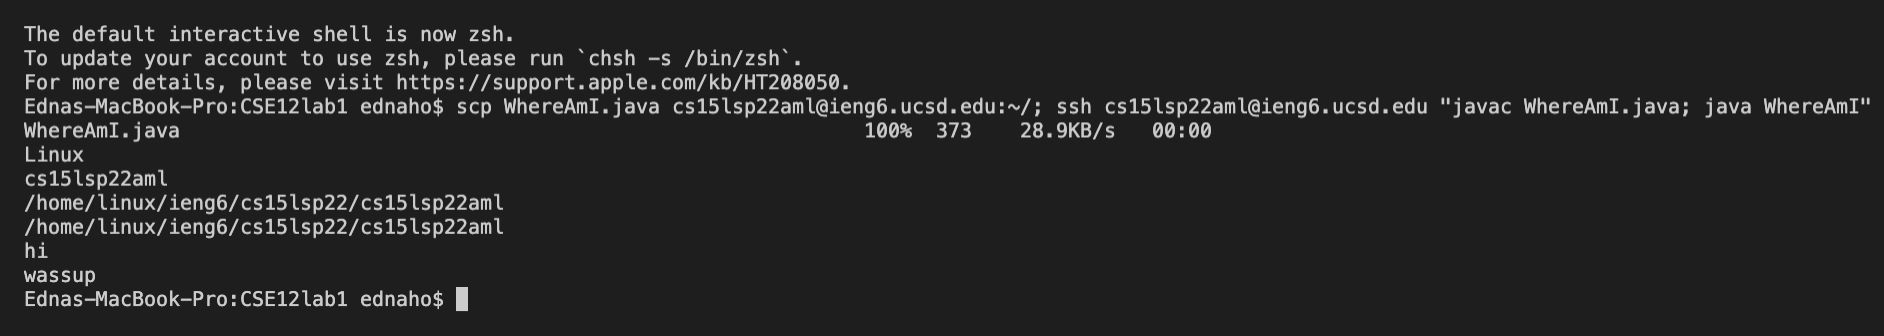 The default interactive shell is now zsh.
To update your account to use zsh, please run `chsh -s /bin/zsh`.
For more details, please visit https://support.apple.com/kb/HT208050.
Ednas-MacBook-Pro:CSE12lab1 ednaho$ scp WhereAmI.java cs15lsp22aml@ieng6.ucsd.edu:~/; ssh cs15lsp22aml@ieng6.ucsd.edu "javac WhereAmI.java; java WhereAmI"
WhereAmI.java 100% 373 28.9KB/s 00:00
Linux
cs15lsp22aml
/home/linux/ieng6/cs15lsp22/cs15lsp22aml
/home/linux/ieng6/cs15lsp22/cs15lsp22aml
hi
wassup
Ednas-MacBook-Pro:CSE12lab1 ednaho$